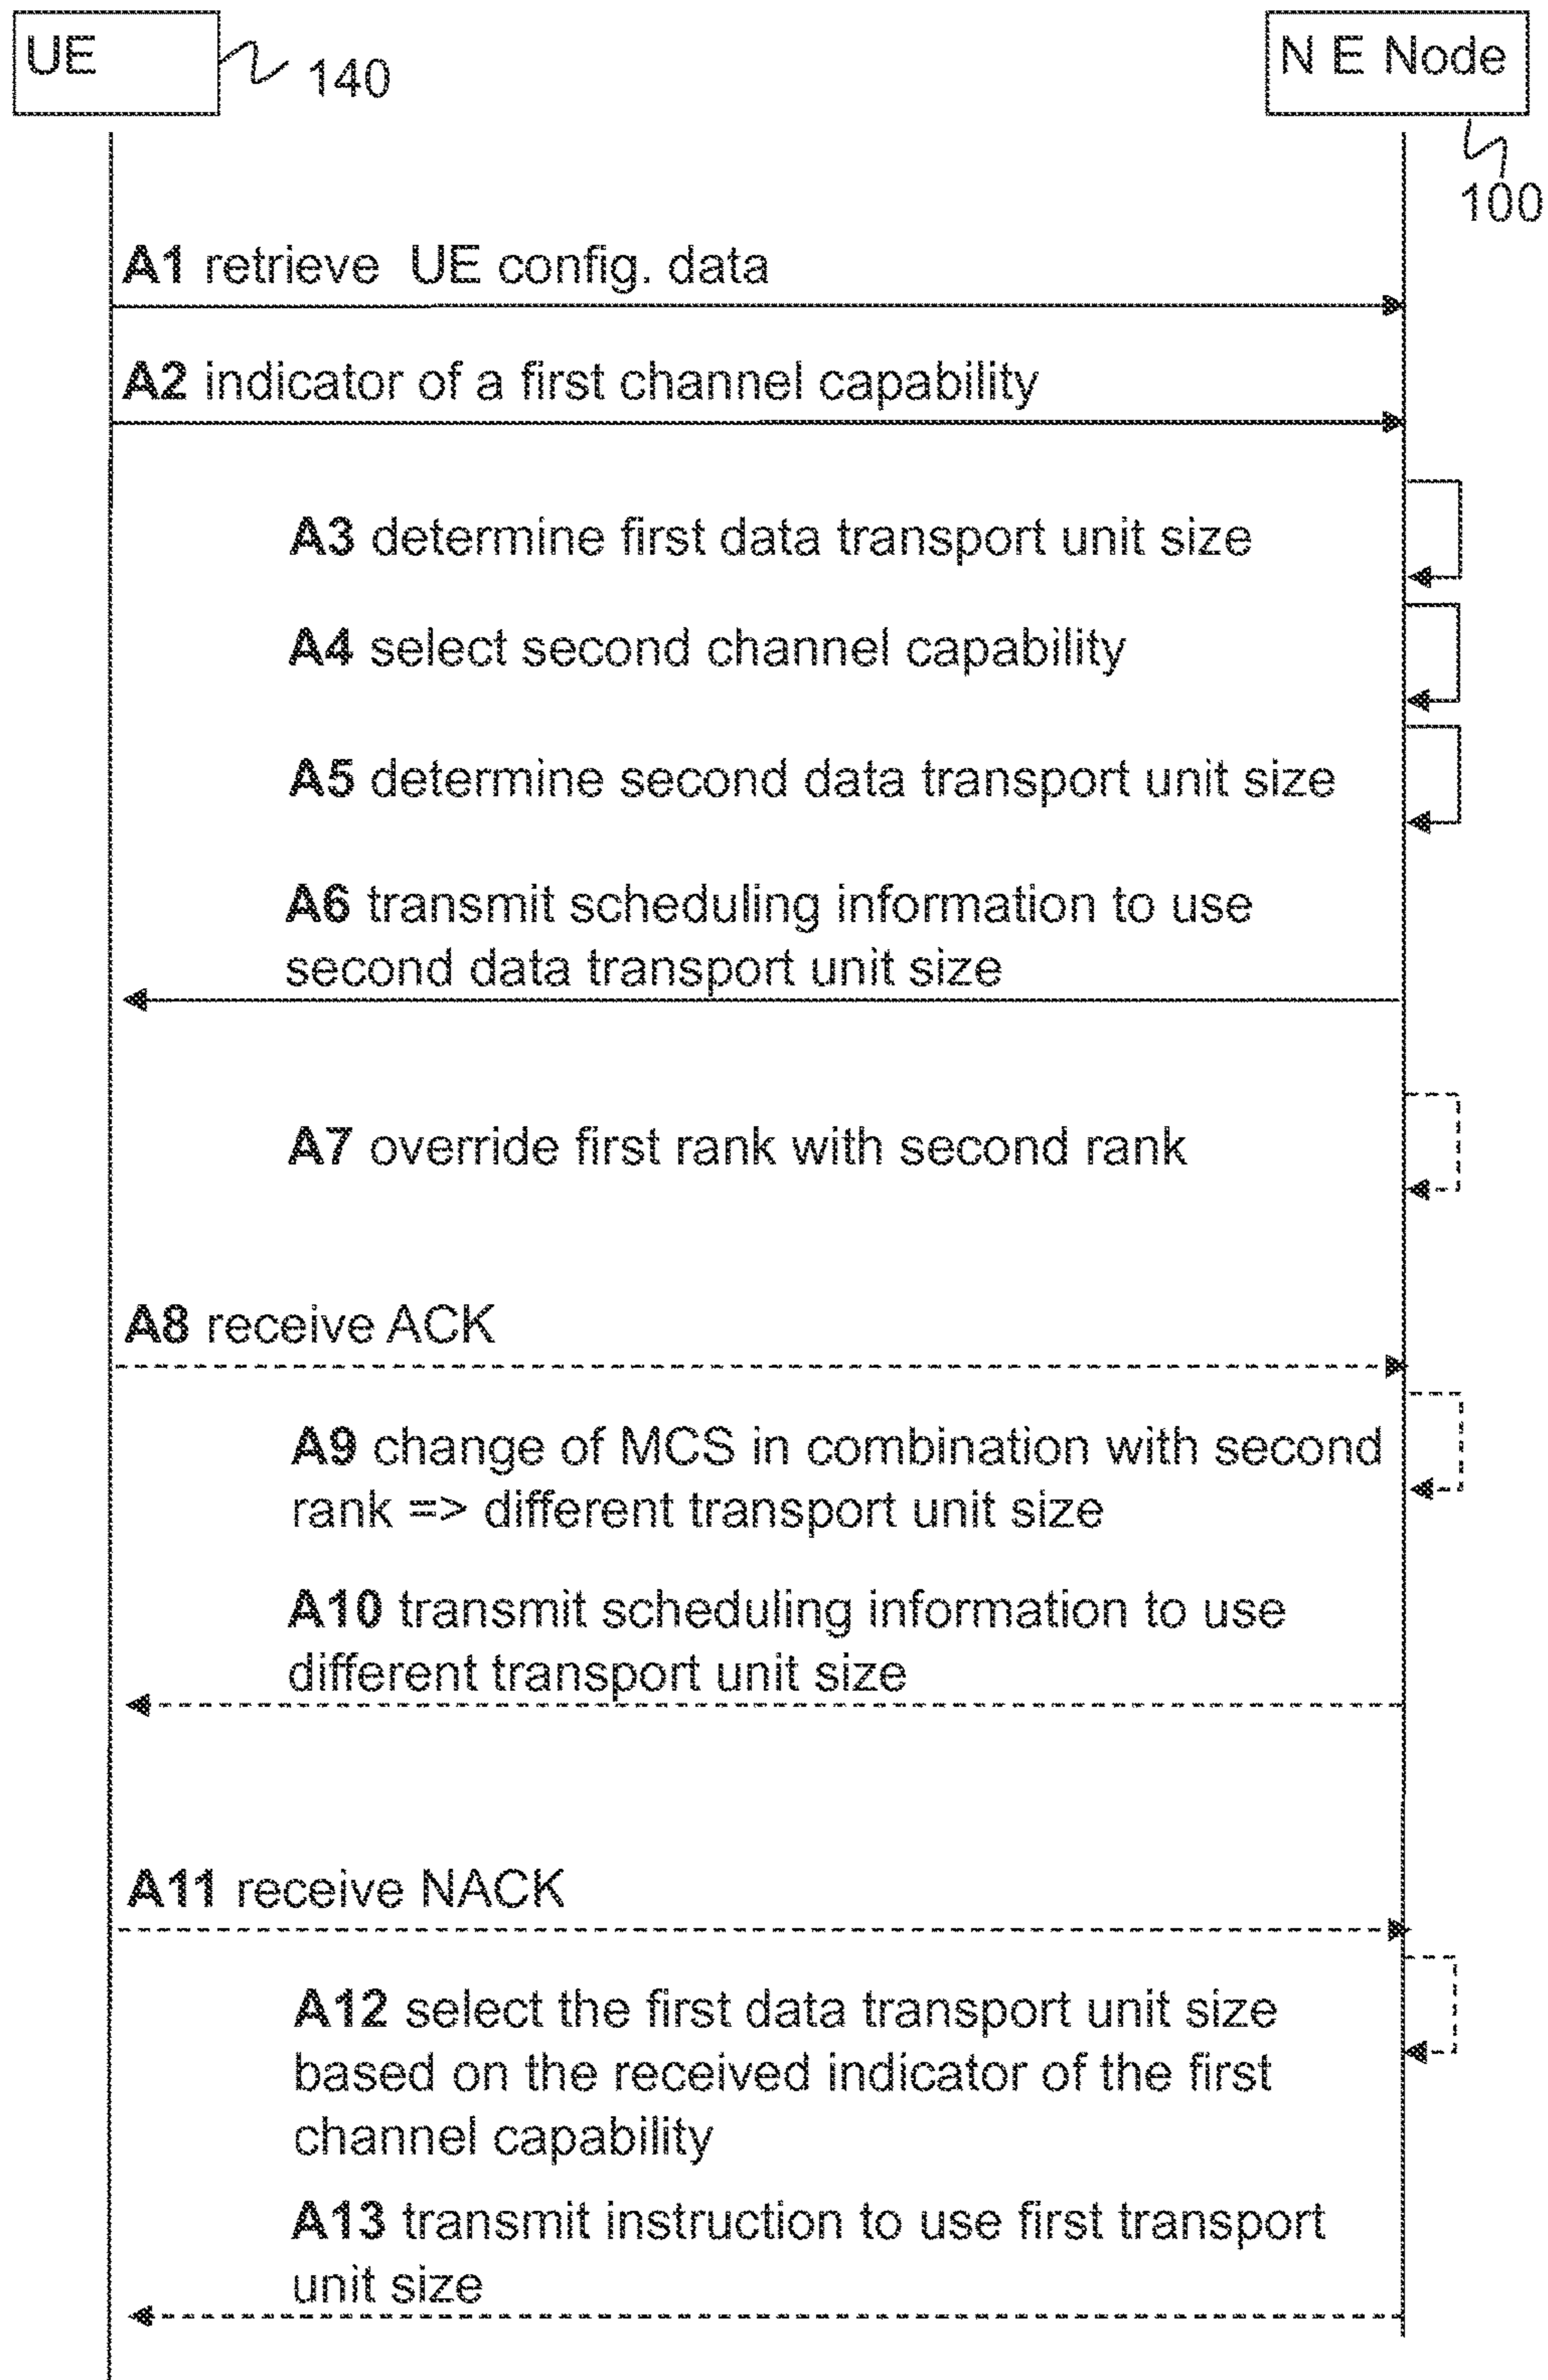 UE
N E Node
140
100
A1 retrieve UE config. data
A2 indicator of a first channel capability
A3 determine first data transport unit size
A4 select second channel capability
A5 determine second data transport unit size
A6 transmit scheduling information to use
second data transport unit size
A7 override first rank with second rank
A8 receive ACK
A9 change of MCS in combination with second
rank => different transport unit size
A10 transmit scheduling information to use
different transport unit size
A11 receive NACK
A12 select the first data transport unit size
based on the received indicator of the first
channel capability
A13 transmit instruction to use first transport
unit size